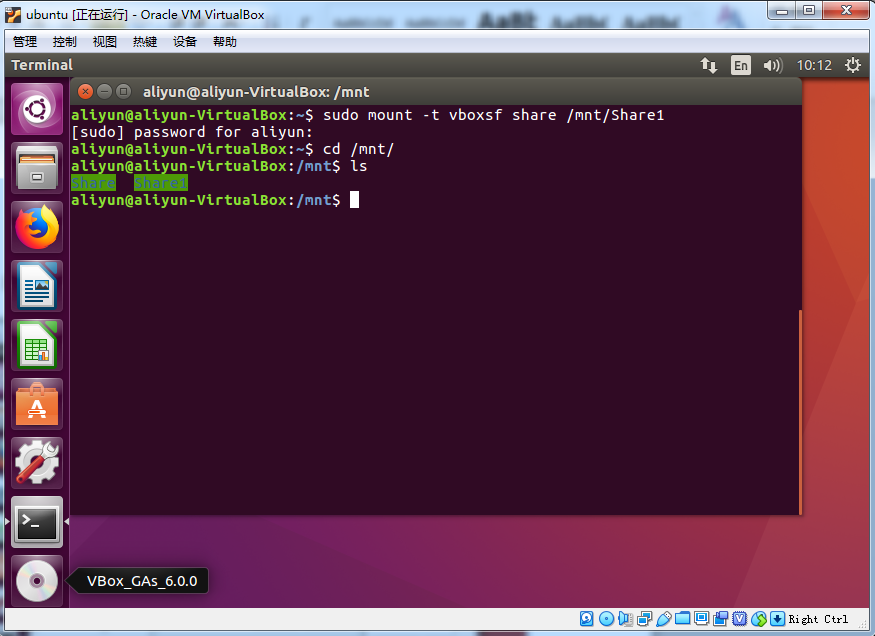 ubuntu [正在运行] - Oracle VM VirtualBox
管理 控制 视图 热键 设备 帮助
Terminal En 10:12
aliyun@aliyun-VirtualBox: /mnt
aliyun@aliyun-VirtualBox:~$ sudo mount -t vboxsf share /mnt/Share1
[sudo] password for aliyun:
aliyun@aliyun-VirtualBox:~$ cd /mnt/
aliyun@aliyun-VirtualBox:/mnt$ ls
Share Share1
aliyun@aliyun-VirtualBox:/mnt$
VBox_GAs_6.0.0
Right Ctrl